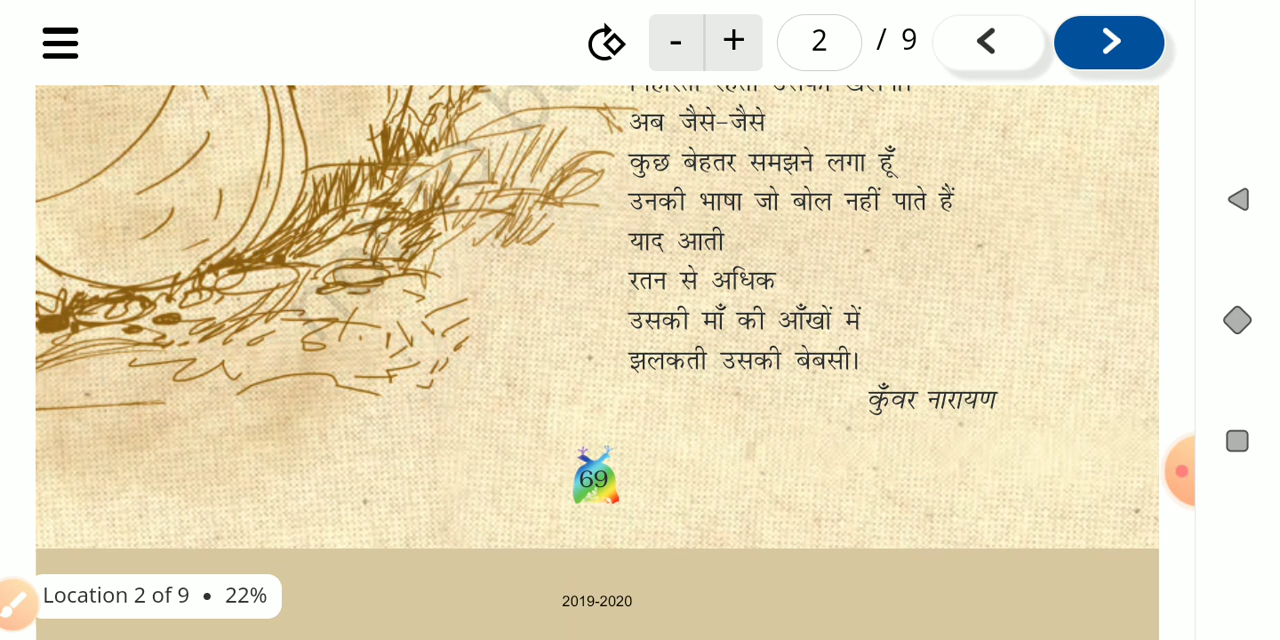 - + 2 / 9
अब जैसे-जैसे
कुछ बेहतर समझने लगा हूँ
उनकी भाषा जो बोल नहीं पाते हैं
याद आती
रतन से अधिक
उसकी माँ की आँखों में
झलकती उसकी बेबसी।
कुँवर नारायण
69
Location 2 of 9 • 22%
2019-2020